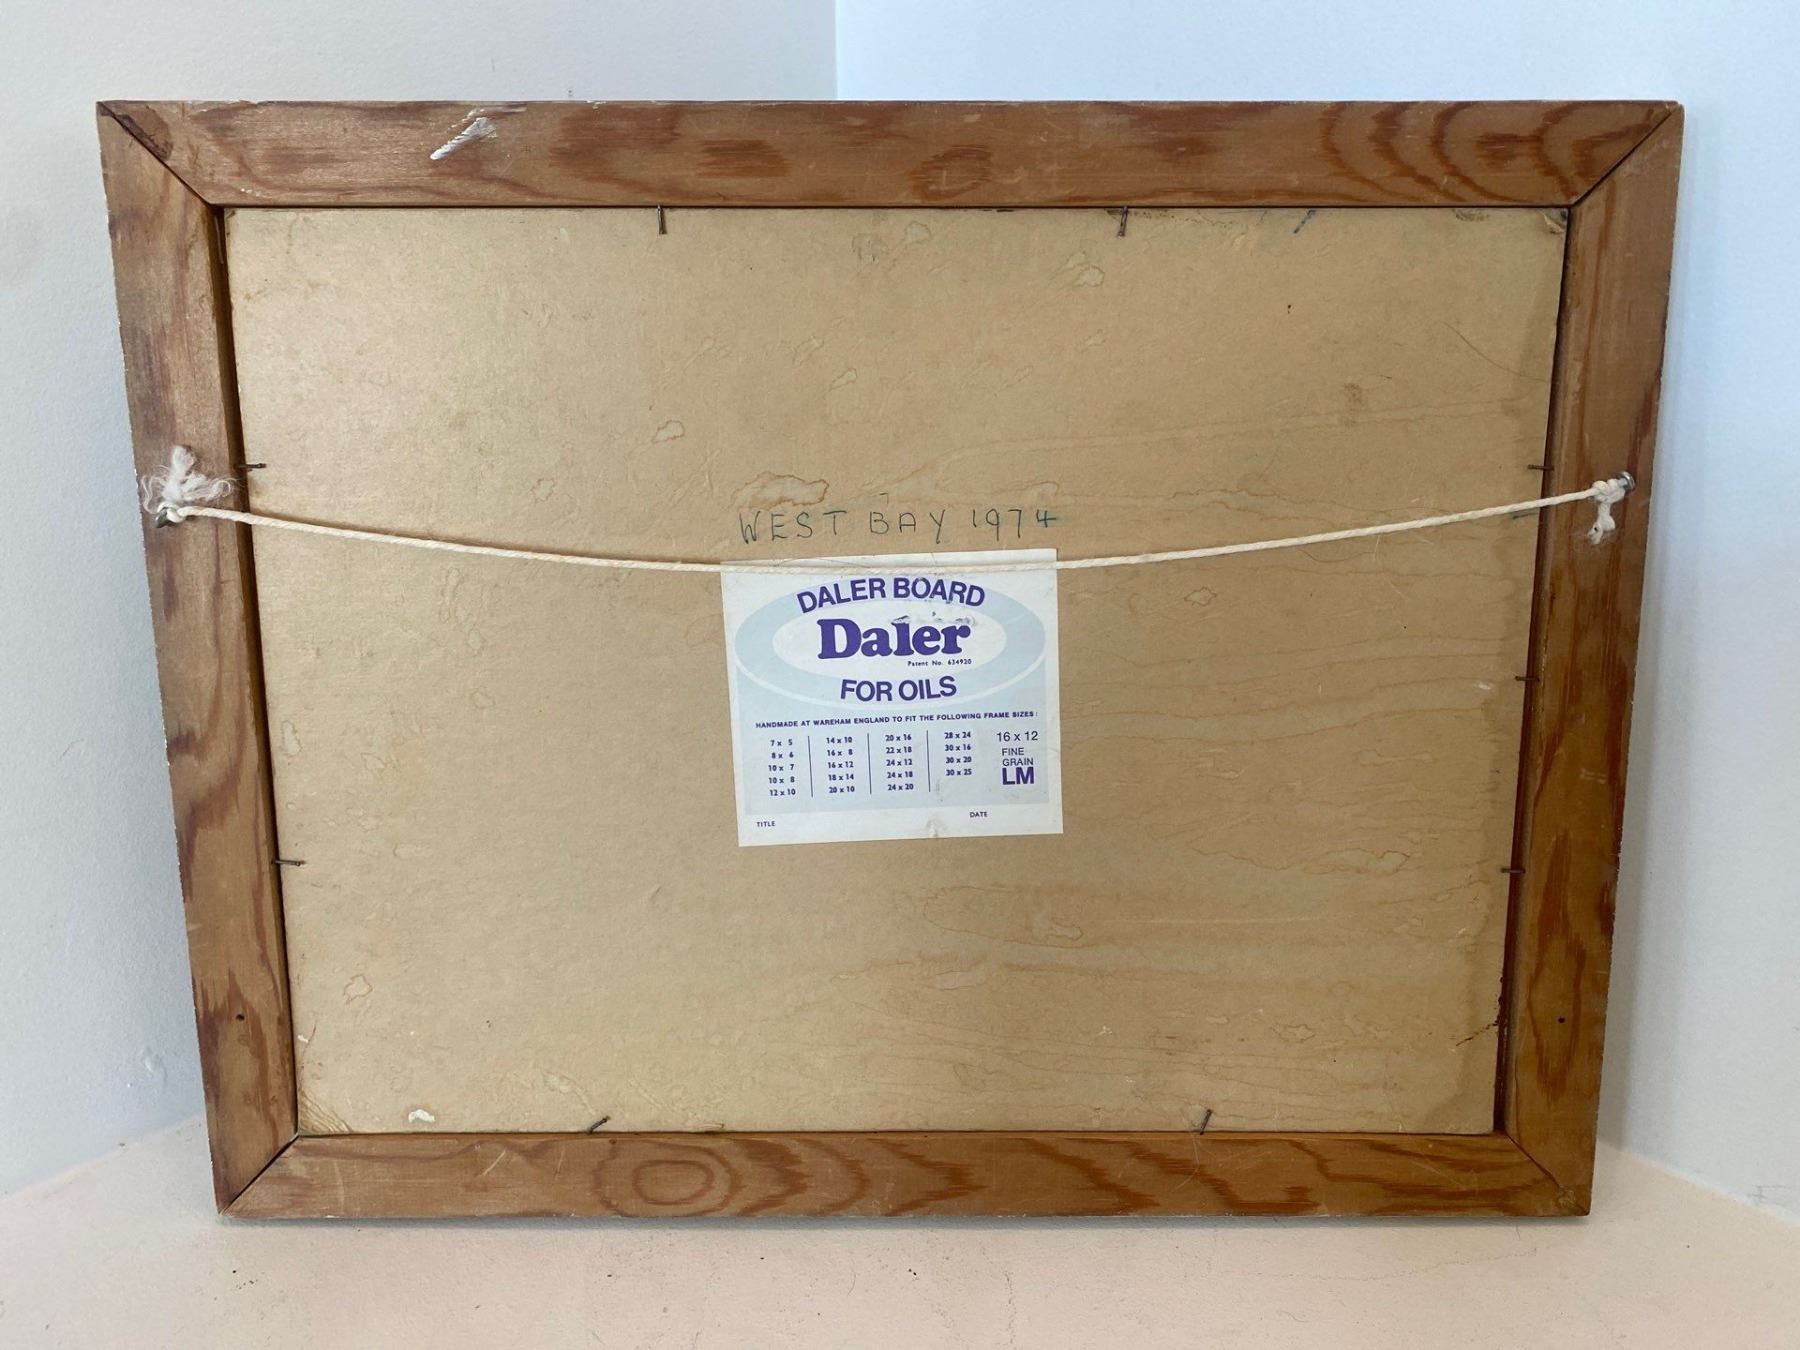 WEST BAY 1974
DALER BOARD
Daler
Patent No. 634920
FOR OILS
HANDMADE AT WAREHAM ENGLAND TO FIT THE FOLLOWING FRAME SIZES:
7 x 5 14 x 10 20 x 16 28 x 24 16 x 12
8 x 6 16 x 8 22 x 18 30 x 16 FINE
10 x 7 16 x 12 24 x 12 30 x 20 GRAIN
10 x 8 18 x 14 24 x 18 30 x 25 LM
12 x 10 20 x 10 24 x 20
TITLE DATE